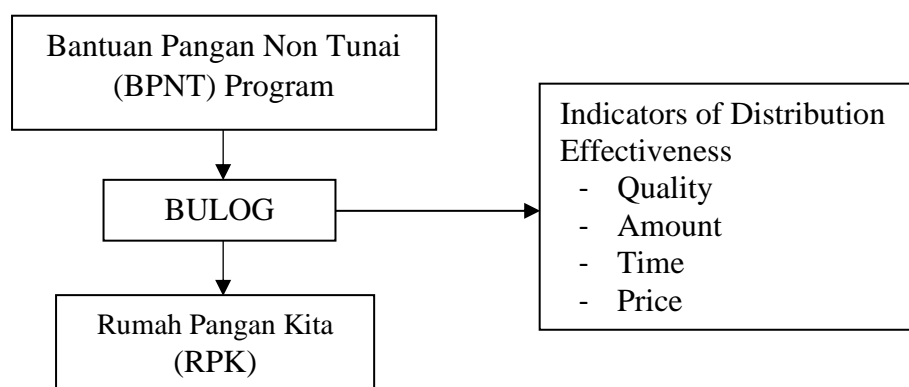 Bantuan Pangan Non Tunai
(BPNT) Program
Indicators of Distribution
Effectiveness
- Quality
- Amount
- Time
- Price
BULOG
Rumah Pangan Kita
(RPK)